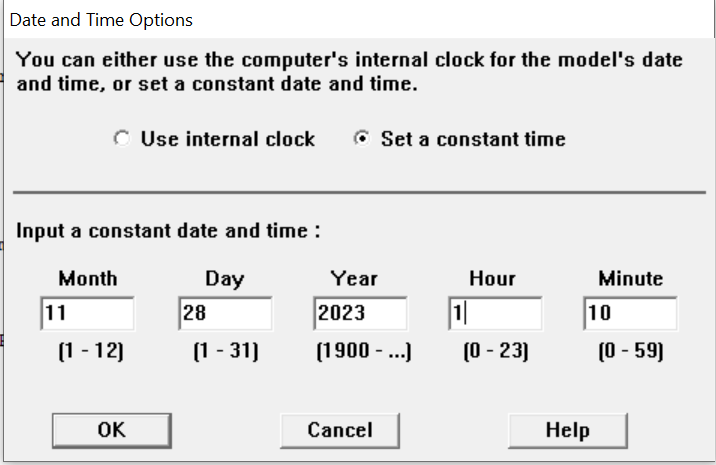 Date and Time Options
You can either use the computer's internal clock for the model's date
and time, or set a constant date and time.
Use internal clock Set a constant time
Input a constant date and time :
Month Day Year Hour Minute
11 28 2023 1 10
(1 - 12) (1 - 31) (1900 - ...) (0 - 23) (0 - 59)
OK Cancel Help